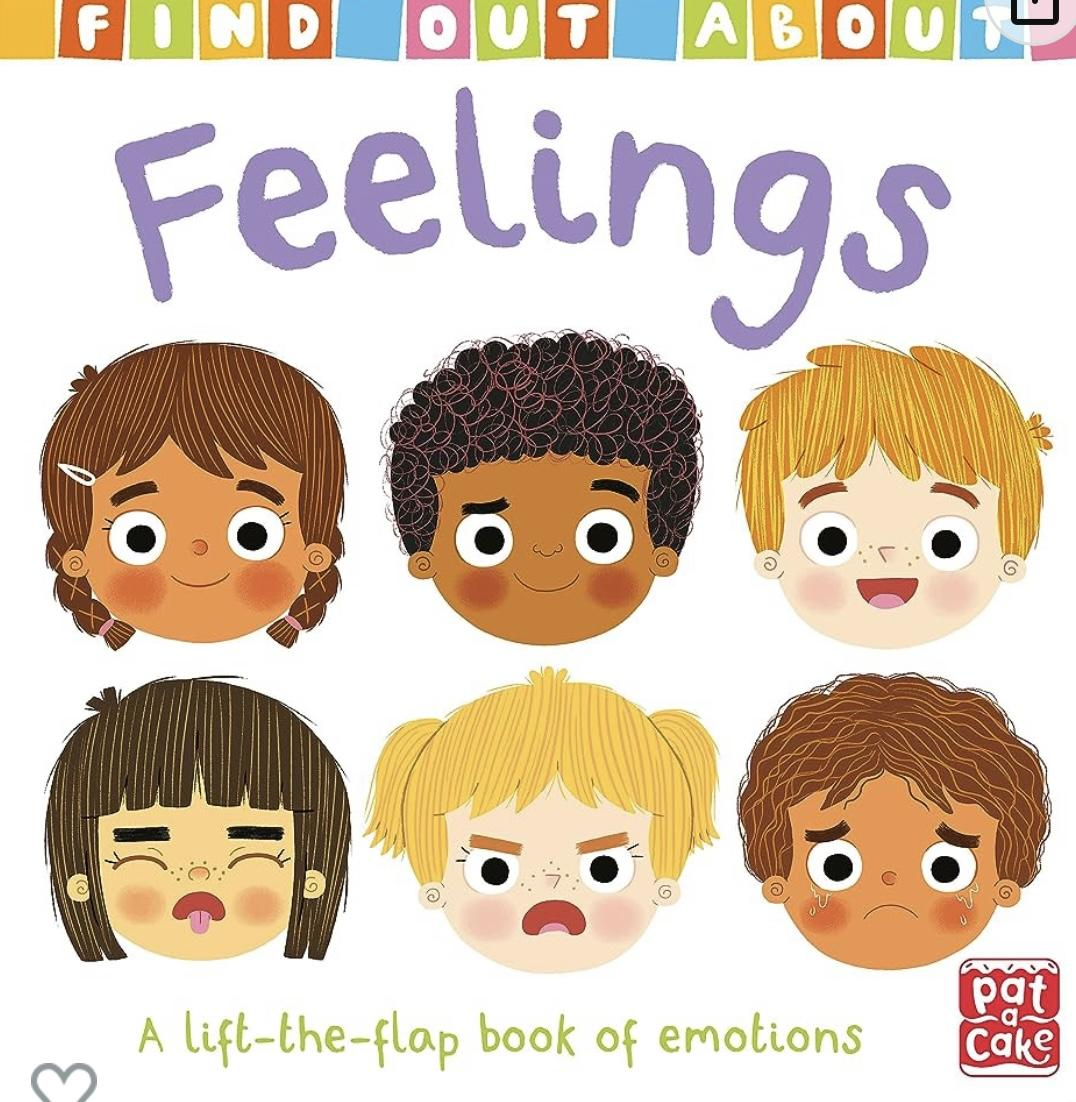 FIND OUT ABOUT
Feelings
A lift-the-flap book of emotions
pat
a
cake